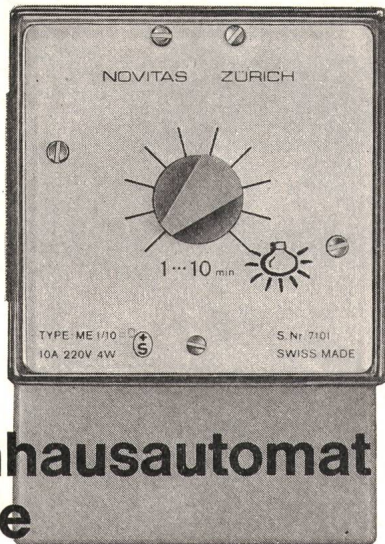 NOVITAS ZÜRICH
1···10 min
TYPE ME 1/10
10A 220V 4W
+S
S. Nr. 7101
SWISS MADE
hausautomat
e